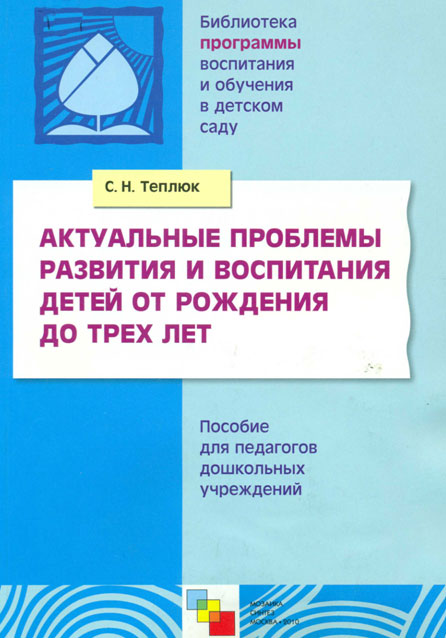 Библиотека
программы
воспитания
и обучения
в детском
саду
С. Н. Теплюк
АКТУАЛЬНЫЕ ПРОБЛЕМЫ
РАЗВИТИЯ И ВОСПИТАНИЯ
ДЕТЕЙ ОТ РОЖДЕНИЯ
ДО ТРЕХ ЛЕТ
Пособие
для педагогов
дошкольных
учреждений
МОЗАИКА
СИНТЕЗ
МОСКВА • 2010